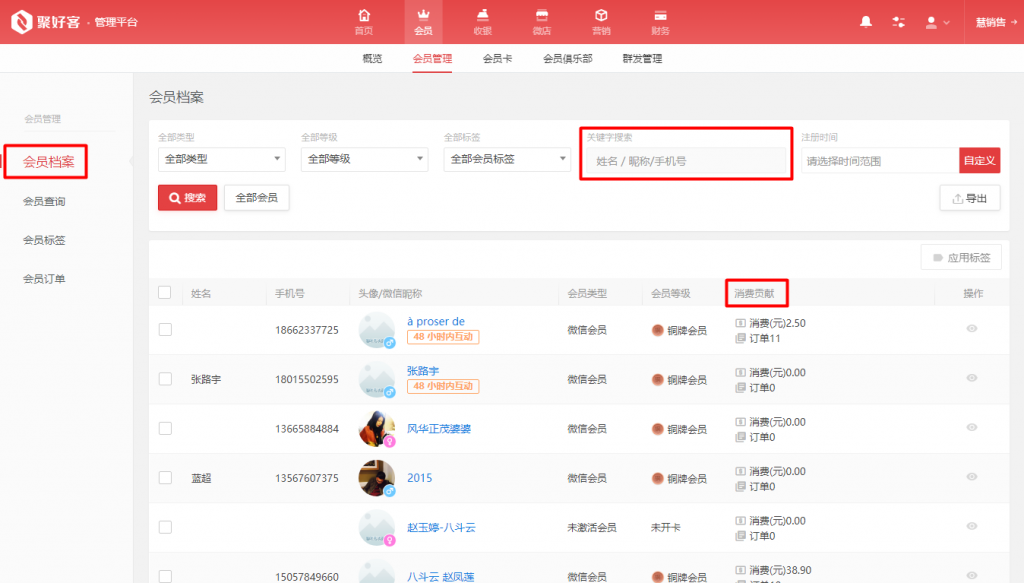 聚好客 · 管理平台
首页
会员
收银
微店
营销
财务
慧销售
概览 会员管理 会员卡 会员俱乐部 群发管理
会员管理
会员档案
会员查询
会员标签
会员订单
会员档案
全部类型 全部等级 全部标签 关键字搜索 注册时间
全部类型 全部等级 全部会员标签 姓名 / 昵称/手机号 请选择时间范围 自定义
搜索 全部会员 导出
应用标签
姓名 手机号 头像/微信昵称 会员类型 会员等级 消费贡献 操作
18662337725 à proser de 微信会员 铜牌会员 消费(元)2.50
48 小时内互动 订单11
张路宇 18015502595 张路宇 微信会员 铜牌会员 消费(元)0.00
48 小时内互动 订单0
13665884884 风华正茂婆婆 微信会员 铜牌会员 消费(元)0.00
订单0
蓝超 13567607375 2015 微信会员 铜牌会员 消费(元)0.00
订单0
赵玉婷-八斗云 未激活会员 未开卡 消费(元)0.00
订单0
15057849660 八斗云 赵凤莲 微信会员 铜牌会员 消费(元)38.90